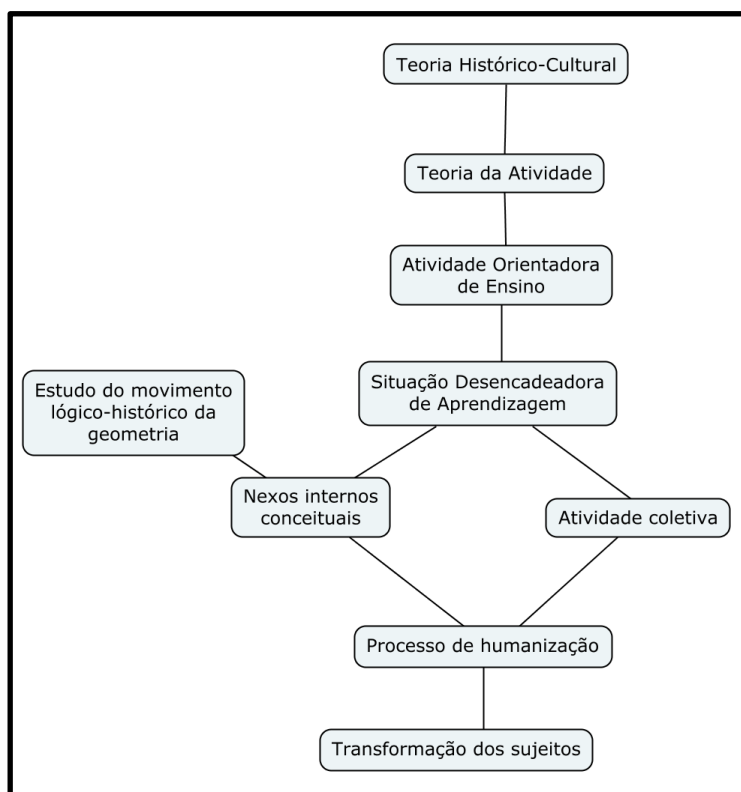 Teoria Histórico-Cultural
Teoria da Atividade
Atividade Orientadora
de Ensino
Situação Desencadeadora
de Aprendizagem
Estudo do movimento
lógico-histórico da
geometria
Nexos internos
conceituais
Atividade coletiva
Processo de humanização
Transformação dos sujeitos